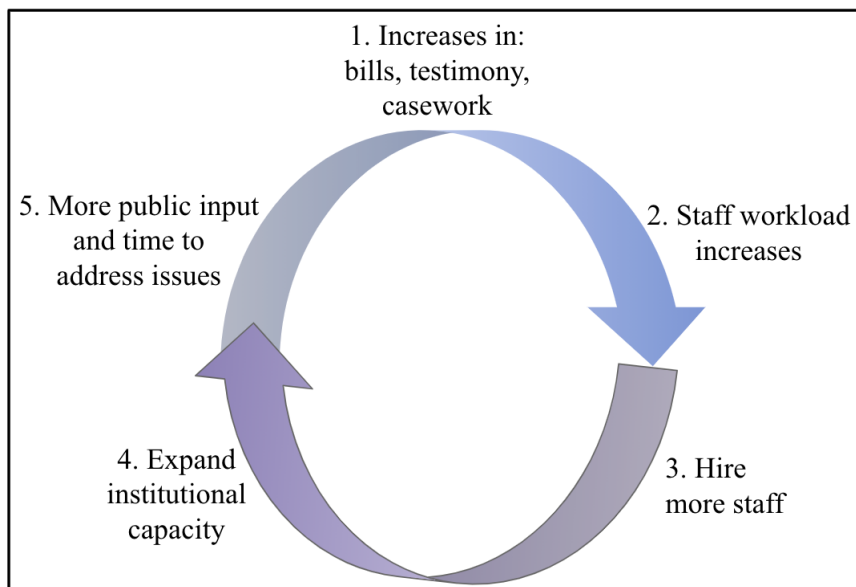 1. Increases in:
bills, testimony,
casework
2. Staff workload
increases
3. Hire
more staff
4. Expand
institutional
capacity
5. More public input
and time to
address issues